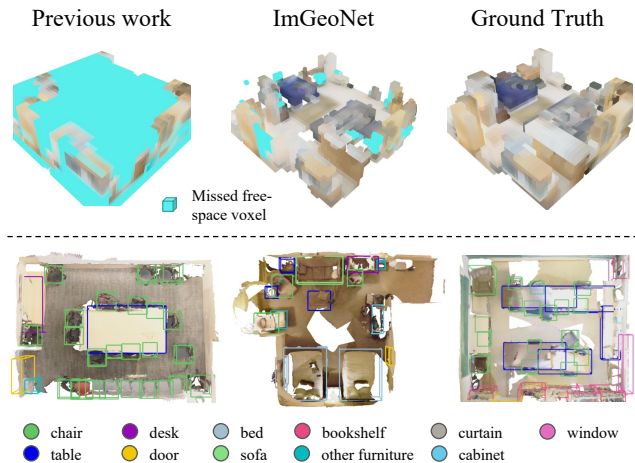 Previous work
ImGeoNet
Ground Truth
Missed free-
space voxel
chair
desk
bed
bookshelf
curtain
window
table
door
sofa
other furniture
cabinet